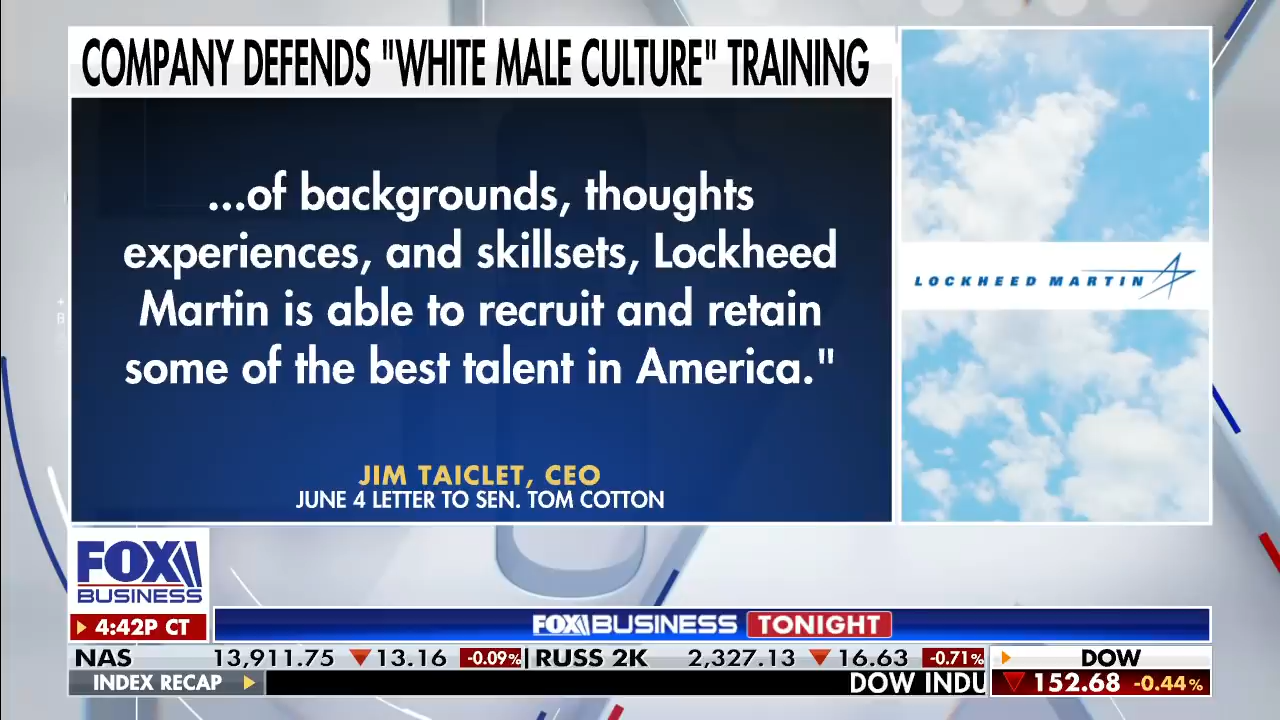 COMPANY DEFENDS "WHITE MALE CULTURE" TRAINING
...of backgrounds, thoughts
experiences, and skillsets, Lockheed
Martin is able to recruit and retain
some of the best talent in America."
JIM TAICLET, CEO
JUNE 4 LETTER TO SEN. TOM COTTON
LOCKHEED MARTIN
FOX
BUSINESS
4:42P CT
FOX BUSINESS TONIGHT
NAS 13,911.75 13.16 -0.09% RUSS 2K 2,327.13 16.63 -0.71%
DOW
INDEX RECAP
DOW INDU
152.68 -0.44%